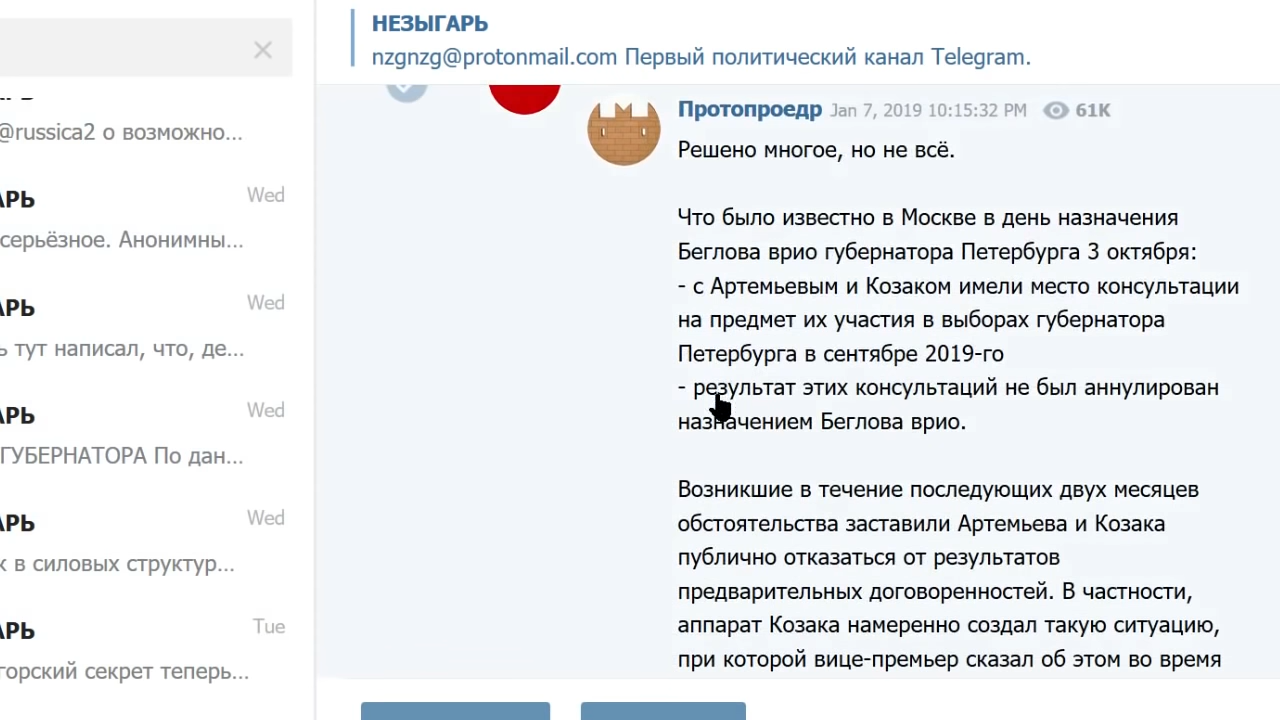 НЕЗЫГАРЬ
nzgnzg@protonmail.com Первый политический канал Telegram.
@russica2 о возможно...
АРЬ Wed
серьёзное. Анонимны...
АРЬ Wed
ь тут написал, что, де...
АРЬ Wed
ГУБЕРНАТОРА По дан...
АРЬ Wed
к в силовых структур...
АРЬ Tue
горский секрет теперь...
Протопроедр Jan 7, 2019 10:15:32 PM 61K
Решено многое, но не всё.
Что было известно в Москве в день назначения
Беглова врио губернатора Петербурга 3 октября:
- с Артемьевым и Козаком имели место консультации
на предмет их участия в выборах губернатора
Петербурга в сентябре 2019-го
- результат этих консультаций не был аннулирован
назначением Беглова врио.
Возникшие в течение последующих двух месяцев
обстоятельства заставили Артемьева и Козака
публично отказаться от результатов
предварительных договоренностей. В частности,
аппарат Козака намеренно создал такую ситуацию,
при которой вице-премьер сказал об этом во время